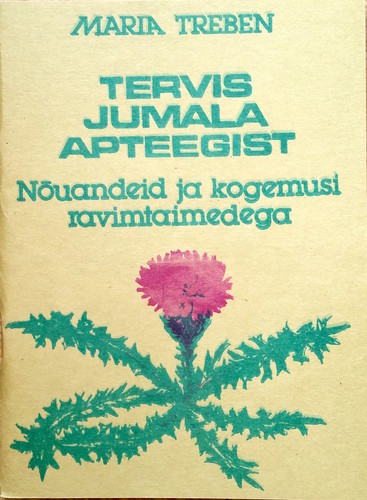 MARIA TREBEN
TERVIS
JUMALA
APTEEGIST
Nõuandeid ja kogemusi
ravimtaimedega